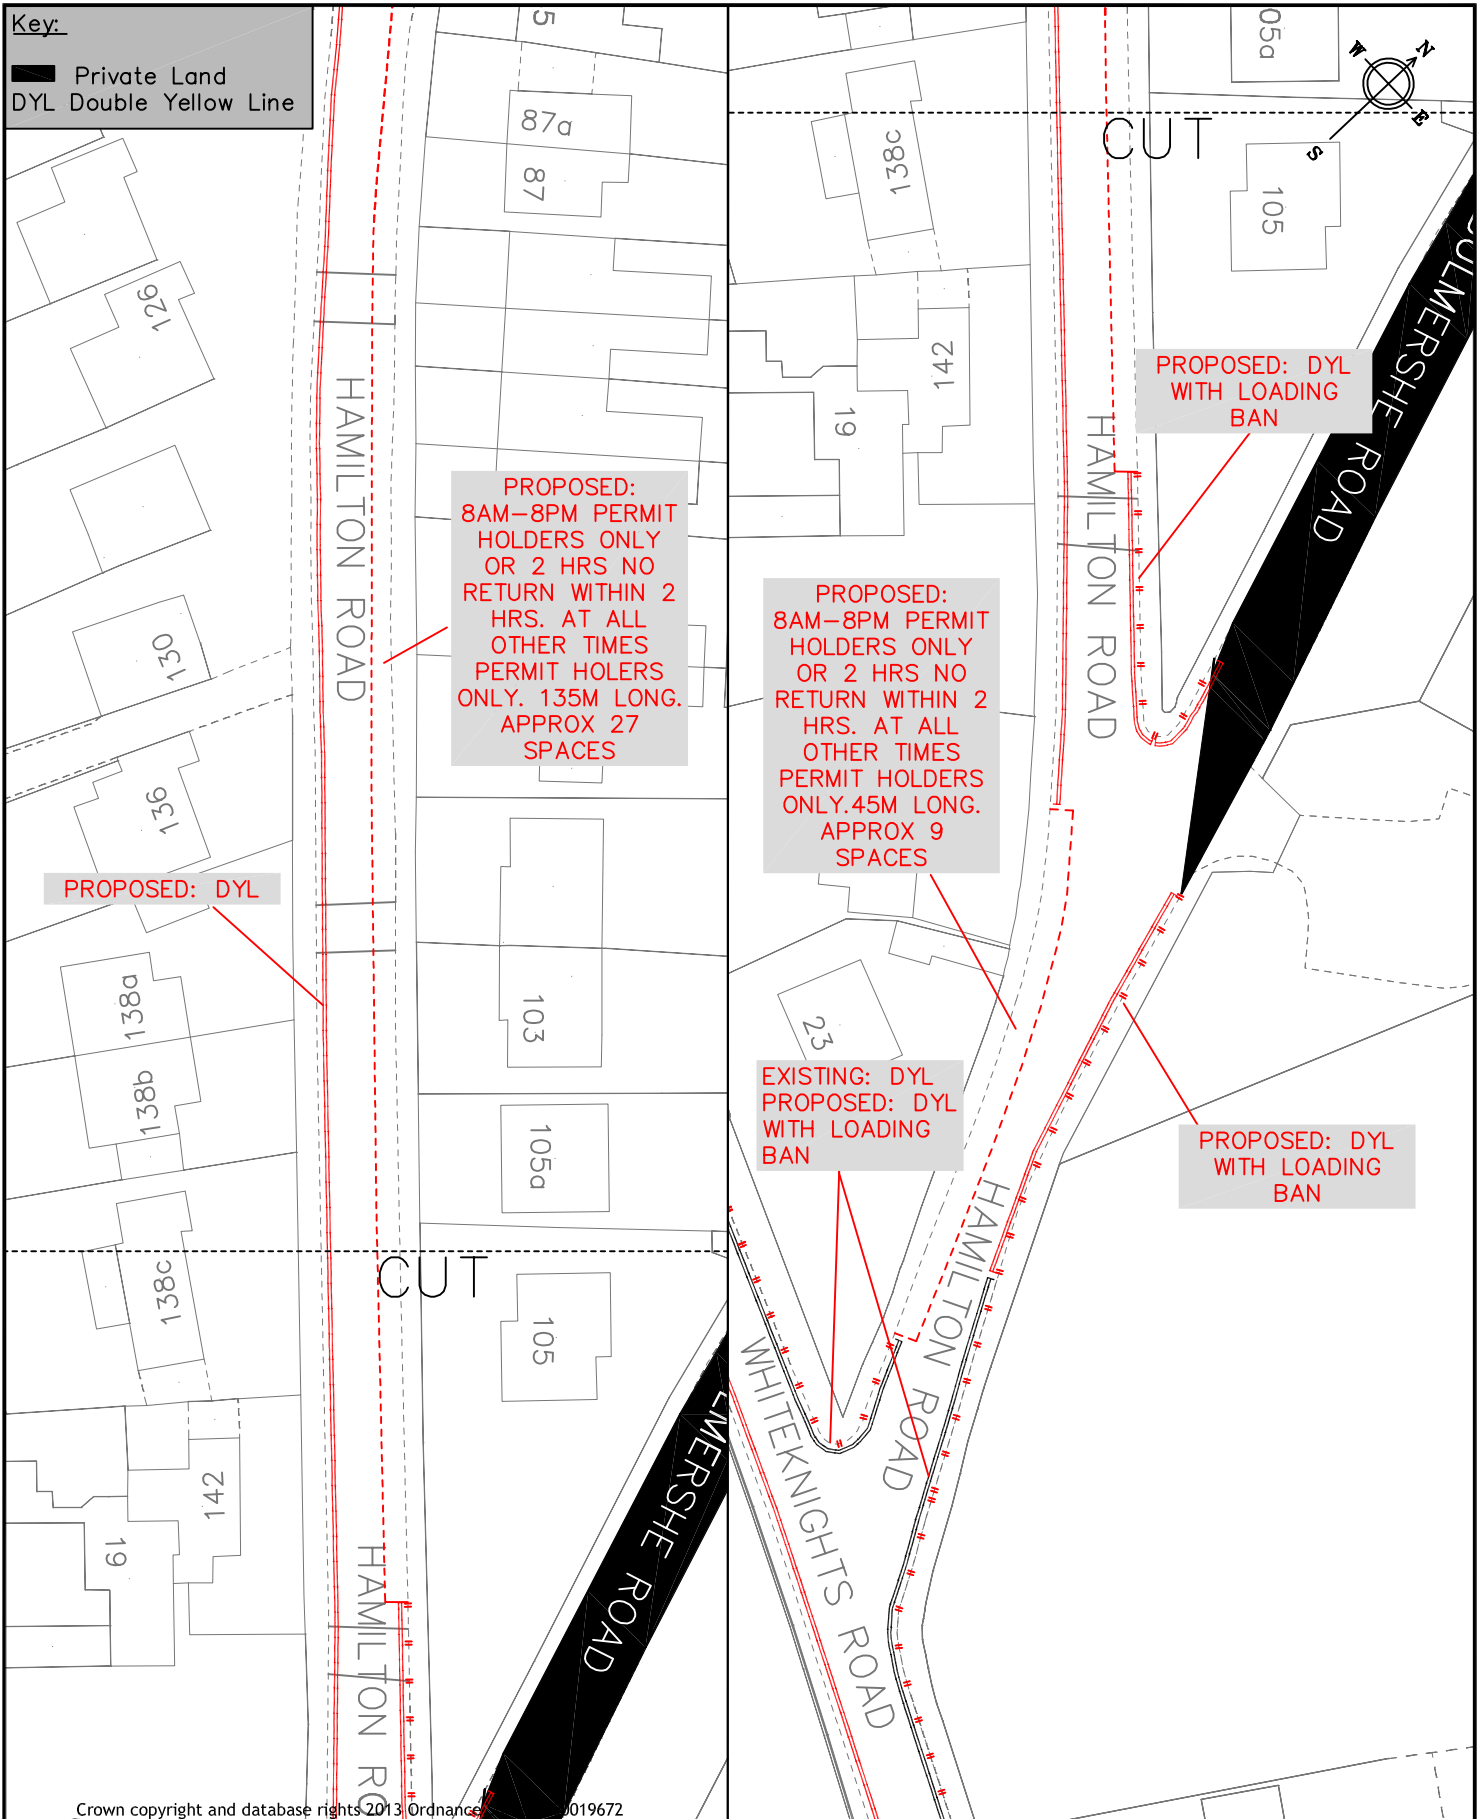 Key:
Private Land
DYL Double Yellow Line
5
87a
87
126
HAMILTON ROAD
PROPOSED:
8AM-8PM PERMIT
HOLDERS ONLY
OR 2 HRS NO
RETURN WITHIN 2
HRS. AT ALL
OTHER TIMES
PERMIT HOLERS
ONLY. 135M LONG.
APPROX 27
SPACES
130
136
PROPOSED: DYL
138a
103
138b
105a
138c
CUT
105
142
19
HAMILTON RO
MERSHE ROAD
Crown copyright and database rights 2013 Ordnance
0019672
05a
W
N
E
S
CUT
138c
105
142
19
HAMILTON ROAD
OLMERSHE ROAD
PROPOSED: DYL
WITH LOADING
BAN
PROPOSED:
8AM-8PM PERMIT
HOLDERS ONLY
OR 2 HRS NO
RETURN WITHIN 2
HRS. AT ALL
OTHER TIMES
PERMIT HOLDERS
ONLY.45M LONG.
APPROX 9
SPACES
23
EXISTING: DYL
PROPOSED: DYL
WITH LOADING
BAN
PROPOSED: DYL
WITH LOADING
BAN
HAMILTON ROAD
WHITEKNIGHTS ROAD